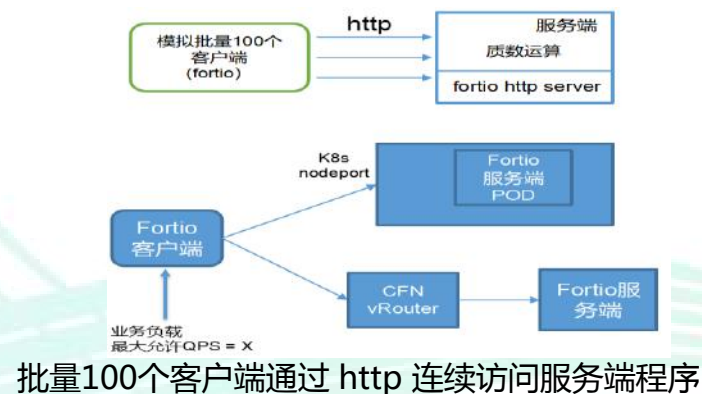 模拟批量100个
客户端
(fortio)
http
服务端
质数运算
fortio http server
K8s
nodeport
Fortio
服务端
POD
Fortio
客户端
CFN
vRouter
Fortio服
务端
业务负载
最大允许QPS = X
批量100个客户端通过 http 连续访问服务端程序